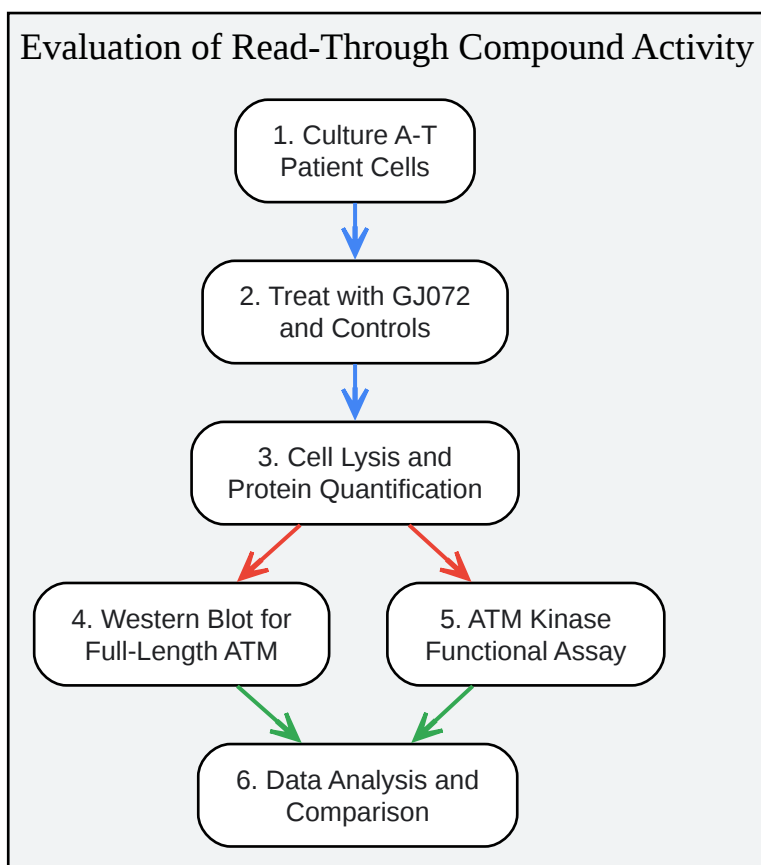 Evaluation of Read-Through Compound Activity
1. Culture A-T
Patient Cells
2. Treat with GJ072
and Controls
3. Cell Lysis and
Protein Quantification
4. Western Blot for
Full-Length ATM
5. ATM Kinase
Functional Assay
6. Data Analysis and
Comparison